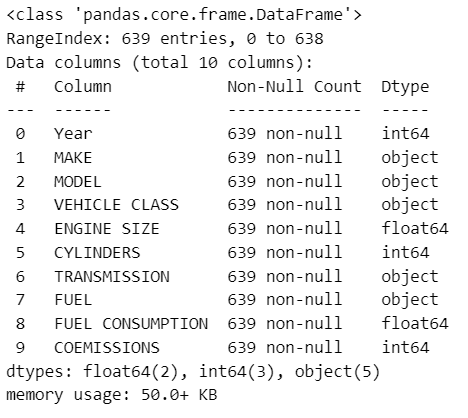 <class 'pandas.core.frame.DataFrame'>
RangeIndex: 639 entries, 0 to 638
Data columns (total 10 columns):
 #   Column            Non-Null Count  Dtype
---  ------            --------------  -----
 0   Year              639 non-null    int64
 1   MAKE              639 non-null    object
 2   MODEL             639 non-null    object
 3   VEHICLE CLASS     639 non-null    object
 4   ENGINE SIZE       639 non-null    float64
 5   CYLINDERS         639 non-null    int64
 6   TRANSMISSION      639 non-null    object
 7   FUEL              639 non-null    object
 8   FUEL CONSUMPTION  639 non-null    float64
 9   COEMISSIONS       639 non-null    int64
dtypes: float64(2), int64(3), object(5)
memory usage: 50.0+ KB